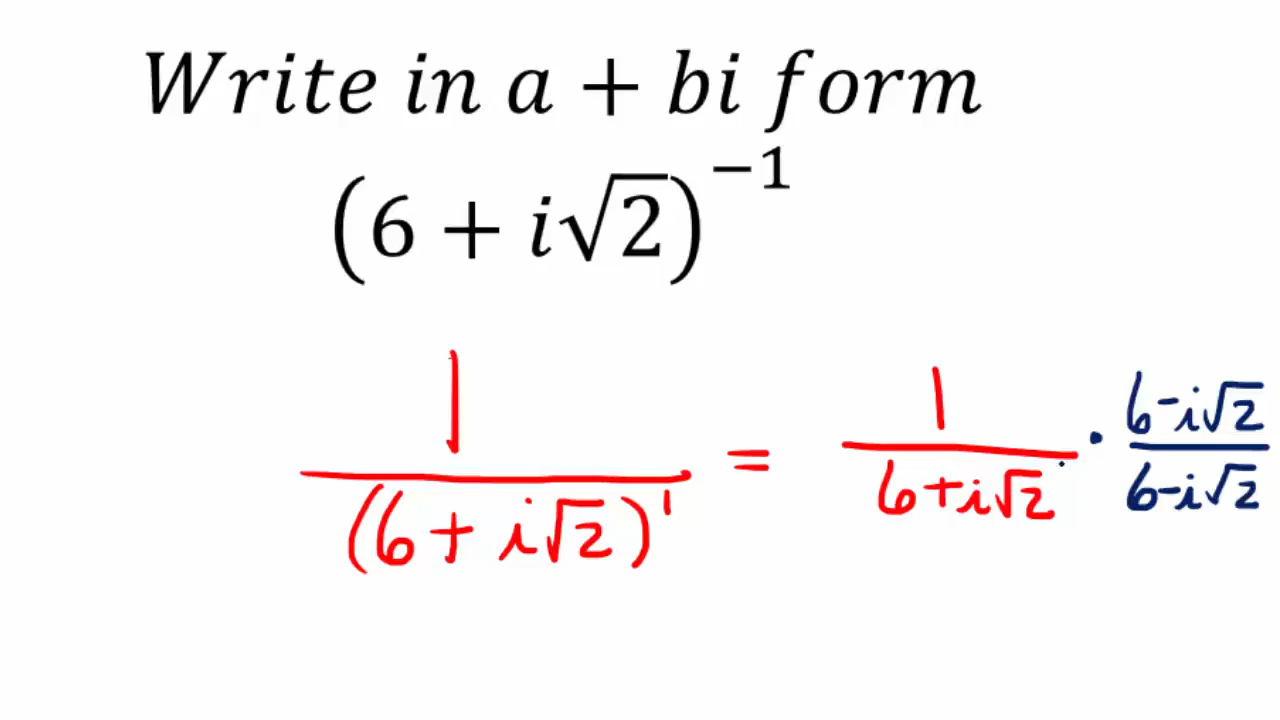 Write in a + bi form
(6 + i√2)⁻¹
1/(6 + i√2)¹ = 1/(6+i√2) · (6-i√2)/(6-i√2)